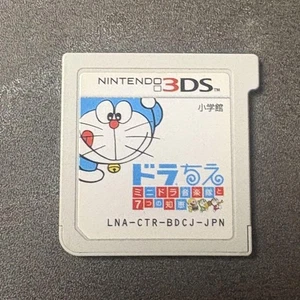 NINTENDO 3DS™
小学館
ドラちえ
ミニドラ音楽隊と
7つの知恵
LNA-CTR-BDCJ-JPN